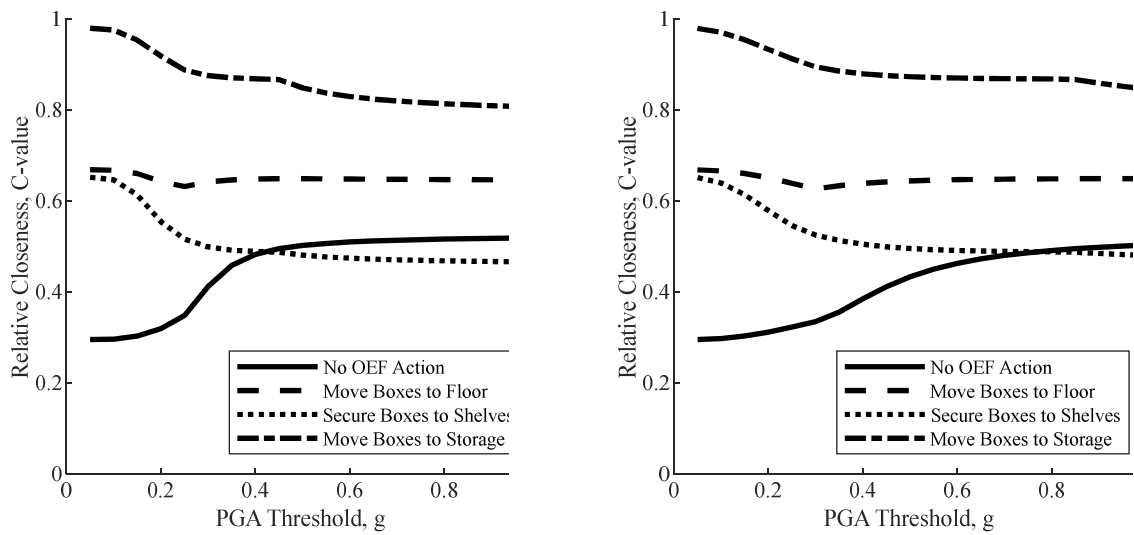 Relative Closeness, C-value
1
0.8
0.6
0.4
0.2
0
0
0.2
0.4
0.6
0.8
PGA Threshold, g
No OEF Action
Move Boxes to Floor
Secure Boxes to Shelves
Move Boxes to Storage
Relative Closeness, C-value
1
0.8
0.6
0.4
0.2
0
0
0.2
0.4
0.6
0.8
PGA Threshold, g
No OEF Action
Move Boxes to Floor
Secure Boxes to Shelves
Move Boxes to Storage